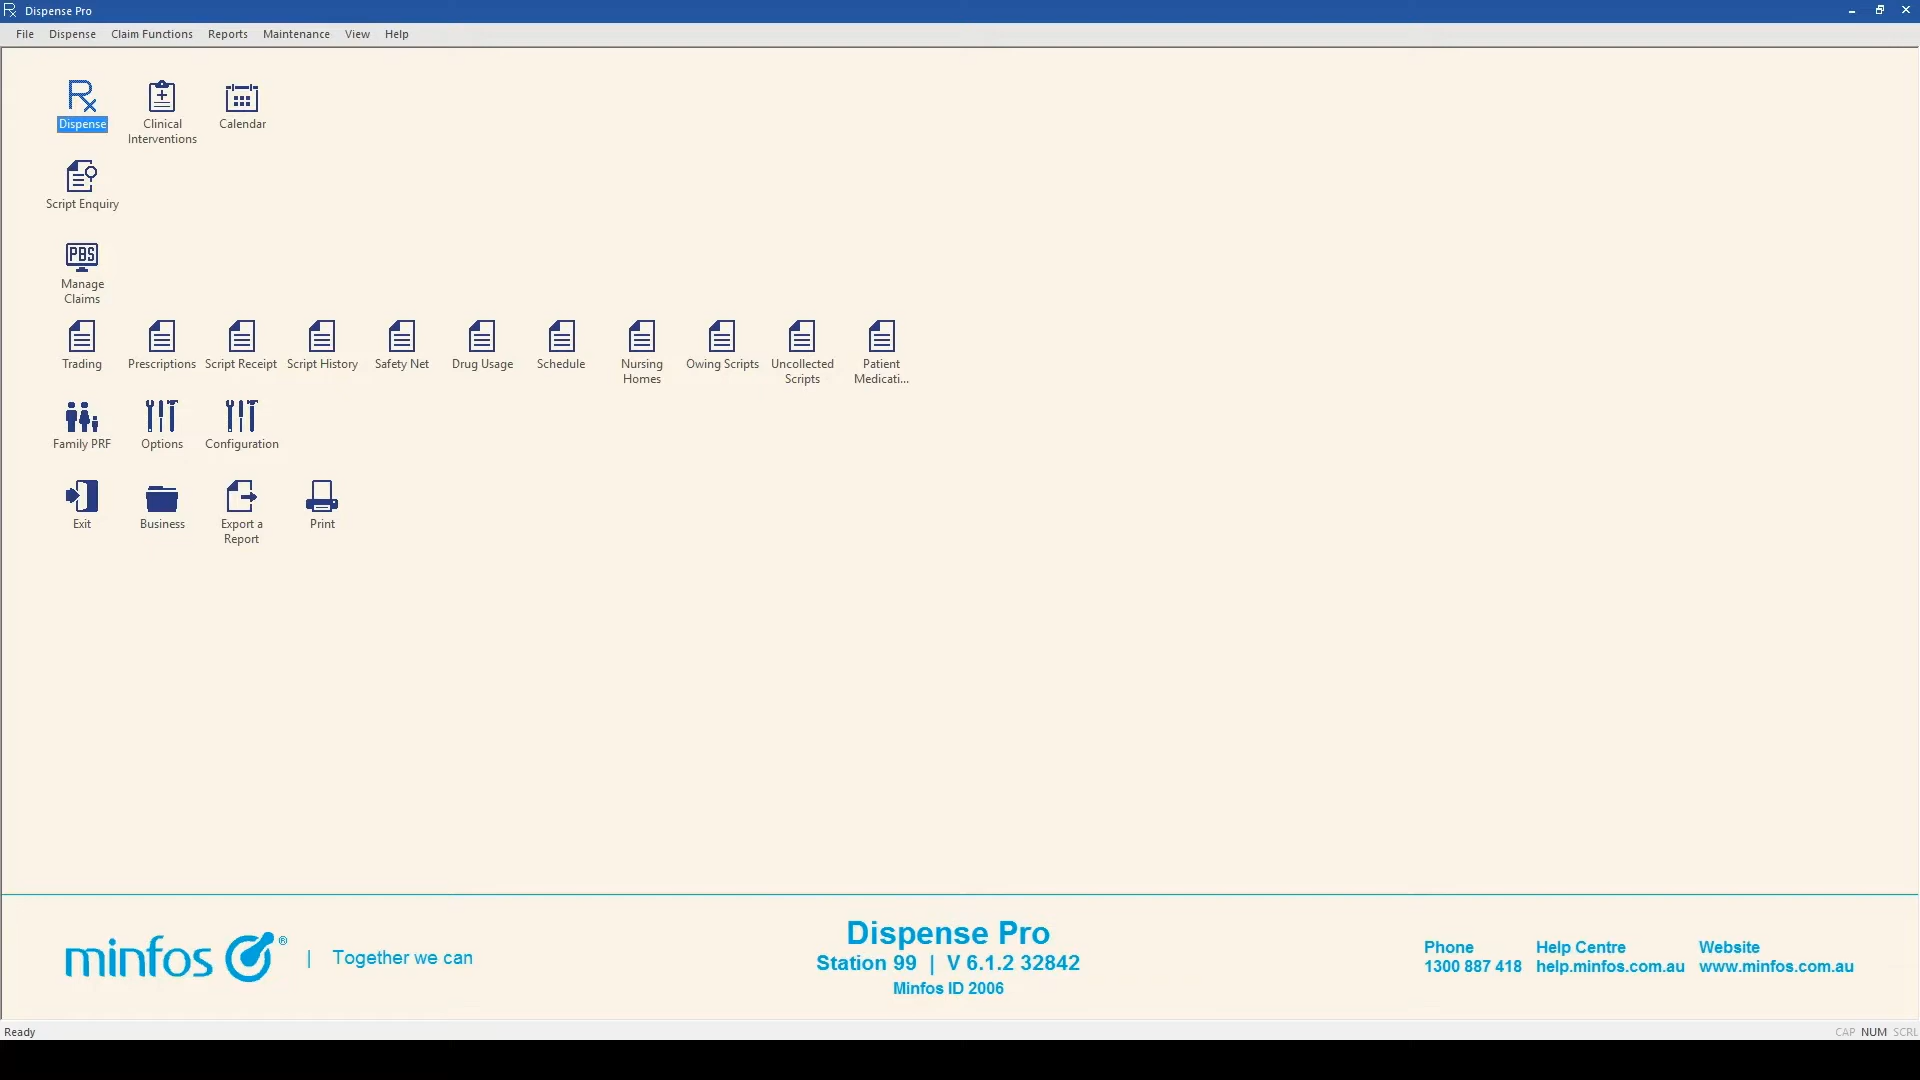 Dispense Pro
File Dispense Claim Functions Reports Maintenance View Help
Dispense
Clinical
Interventions
Calendar
Script Enquiry
PBS
Manage
Claims
Trading
Prescriptions
Script Receipt
Script History
Safety Net
Drug Usage
Schedule
Nursing
Homes
Owing Scripts
Uncollected
Scripts
Patient
Medicati...
Family PRF
Options
Configuration
Exit
Business
Export a
Report
Print
minfos ® | Together we can
Dispense Pro
Station 99 | V 6.1.2 32842
Minfos ID 2006
Phone
1300 887 418
Help Centre
help.minfos.com.au
Website
www.minfos.com.au
Ready
CAP NUM SCRL